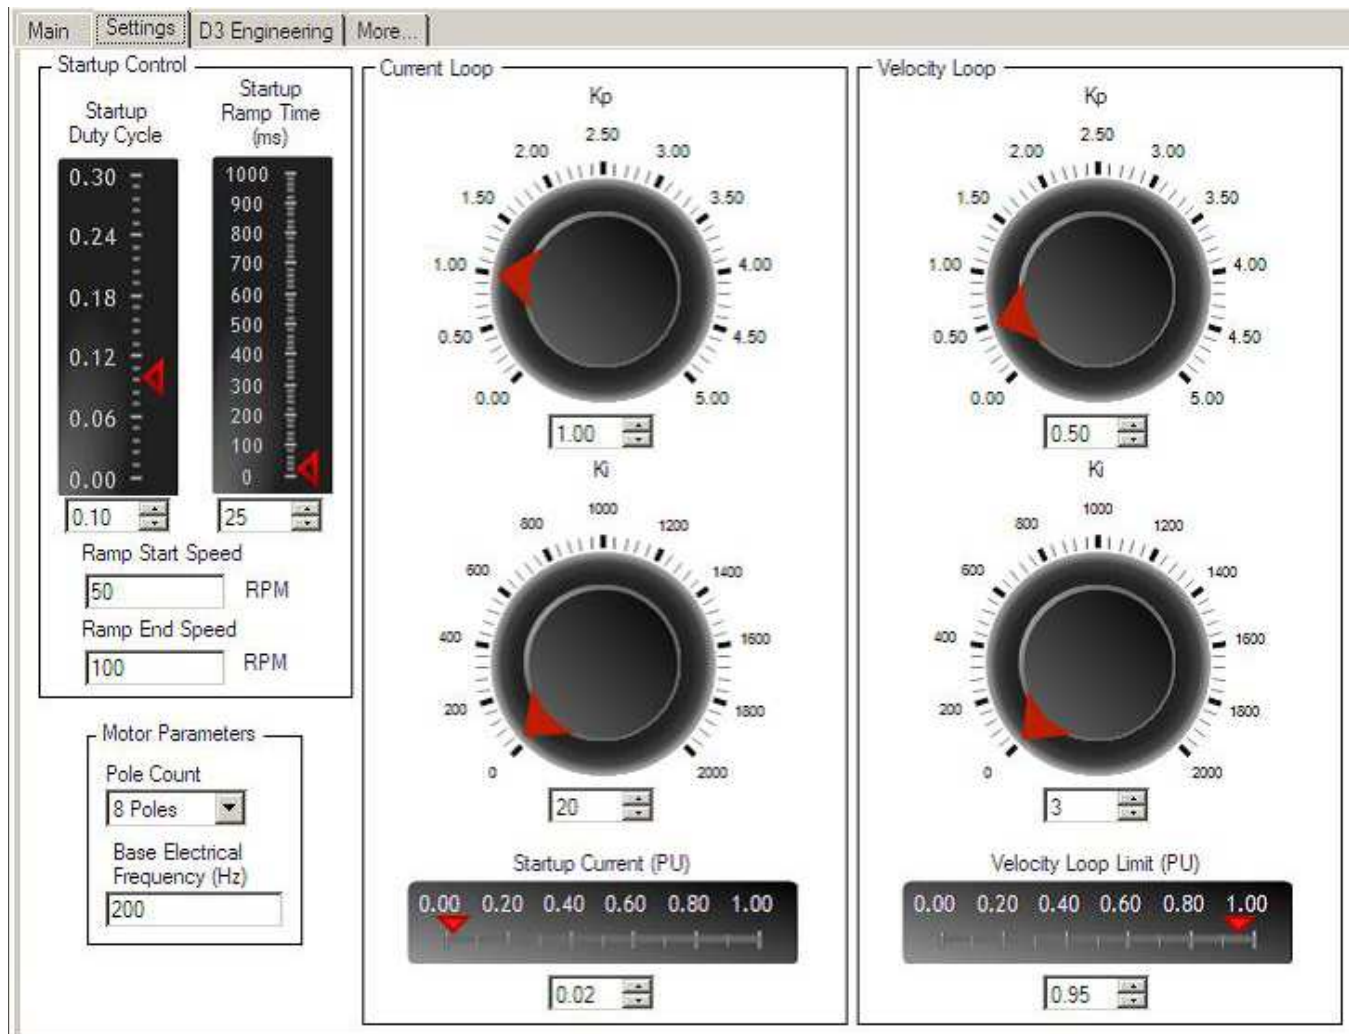 Main Settings D3 Engineering More...
Startup Control
Startup
Duty Cycle
0.30
0.24
0.18
0.12
0.06
0.00
0.10
Startup
Ramp Time
(ms)
1000
900
800
700
600
500
400
300
200
100
0
25
Ramp Start Speed
50 RPM
Ramp End Speed
100 RPM
Motor Parameters
Pole Count
8 Poles
Base Electrical
Frequency (Hz)
200
Current Loop
Kp
0.00
0.50
1.00
1.50
2.00
2.50
3.00
3.50
4.00
4.50
5.00
1.00
Ki
0
200
400
600
800
1000
1200
1400
1600
1800
2000
20
Startup Current (PU)
0.00 0.20 0.40 0.60 0.80 1.00
0.02
Velocity Loop
Kp
0.00
0.50
1.00
1.50
2.00
2.50
3.00
3.50
4.00
4.50
5.00
0.50
Ki
0
200
400
600
800
1000
1200
1400
1600
1800
2000
3
Velocity Loop Limit (PU)
0.00 0.20 0.40 0.60 0.80 1.00
0.95